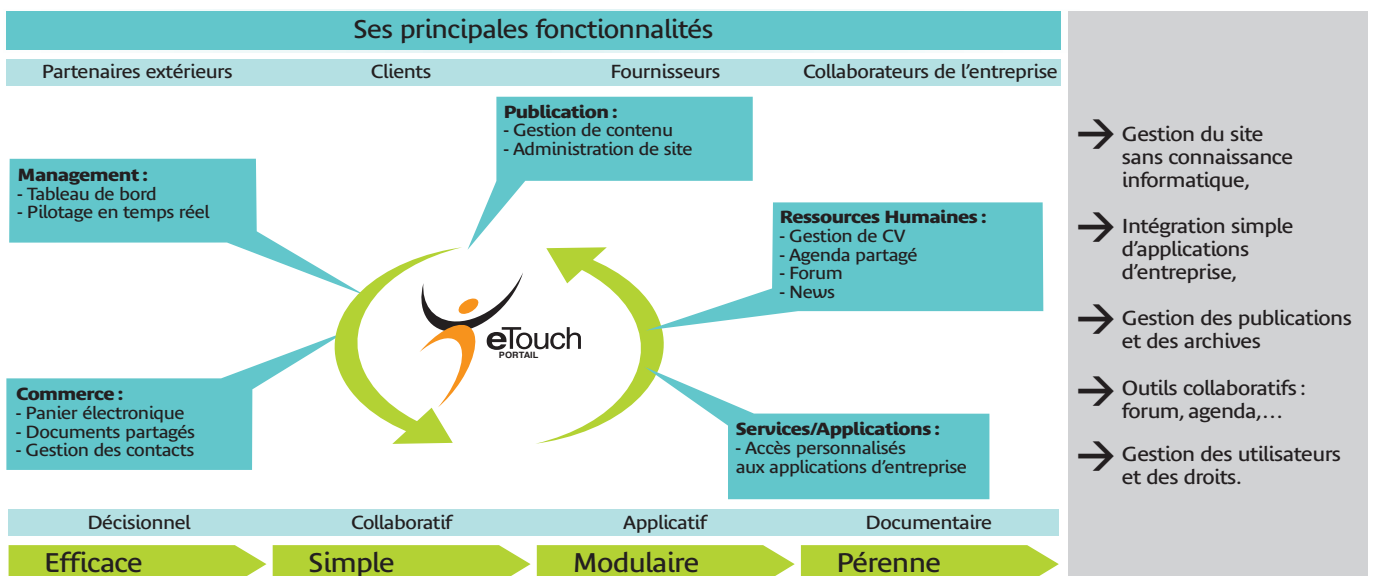 Ses principales fonctionnalités
Partenaires extérieurs
Clients
Fournisseurs
Collaborateurs de l’entreprise
Publication :
- Gestion de contenu
- Administration de site
Management :
- Tableau de bord
- Pilotage en temps réel
Ressources Humaines :
- Gestion de CV
- Agenda partagé
- Forum
- News
eTouch
PORTAIL
Commerce :
- Panier électronique
- Documents partagés
- Gestion des contacts
Services/Applications :
- Accès personnalisés
aux applications d’entreprise
Décisionnel
Collaboratif
Applicatif
Documentaire
Efficace
Simple
Modulaire
Pérenne
→ Gestion du site
sans connaissance
informatique,
→ Intégration simple
d’applications
d’entreprise,
→ Gestion des publications
et des archives
→ Outils collaboratifs :
forum, agenda,…
→ Gestion des utilisateurs
et des droits.